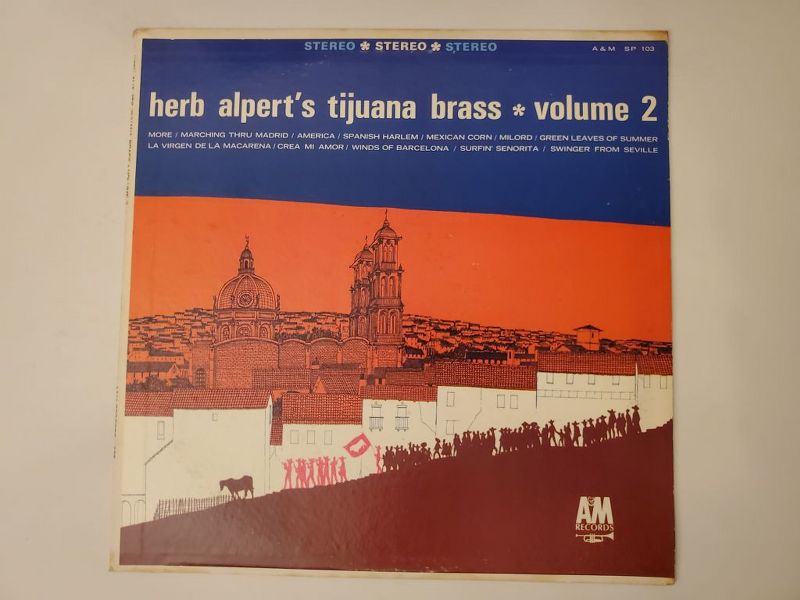 STEREO * STEREO * STEREO
A & M SP 103
herb alpert's tijuana brass * volume 2
MORE / MARCHING THRU MADRID / AMERICA / SPANISH HARLEM / MEXICAN CORN / MILORD / GREEN LEAVES OF SUMMER
LA VIRGEN DE LA MACARENA / CREA MI AMOR / WINDS OF BARCELONA / SURFIN' SENORITA / SWINGER FROM SEVILLE
A&M
RECORDS